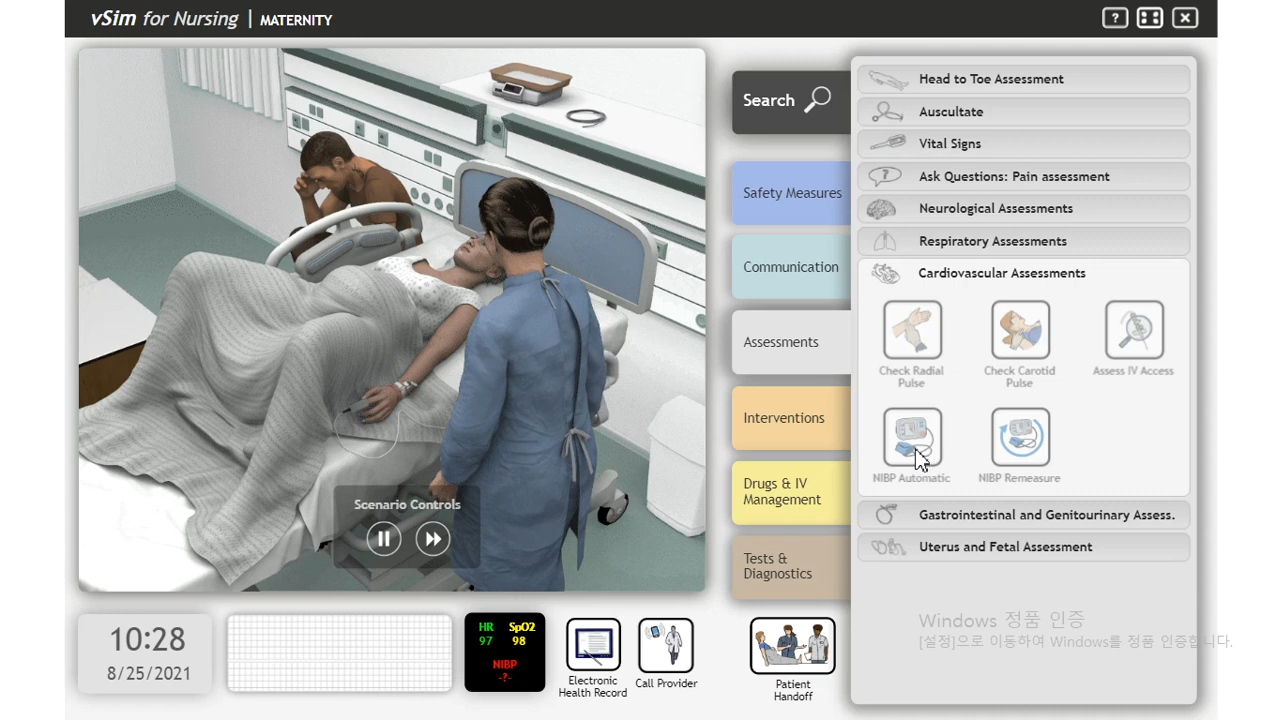 vSim for Nursing | MATERNITY
?
Search
Safety Measures
Communication
Assessments
Interventions
Drugs & IV
Management
Tests &
Diagnostics
Head to Toe Assessment
Auscultate
Vital Signs
Ask Questions: Pain assessment
Neurological Assessments
Respiratory Assessments
Cardiovascular Assessments
Check Radial
Pulse
Check Carotid
Pulse
Assess IV Access
NIBP Automatic
NIBP Remeasure
Gastrointestinal and Genitourinary Assess.
Uterus and Fetal Assessment
Scenario Controls
10:28
8/25/2021
HR SpO2
97 98
NIBP
-?-
Electronic
Health Record
Call Provider
Patient
Handoff
Windows 정품 인증
[설정]으로 이동하여 Windows를 정품 인증합니다.